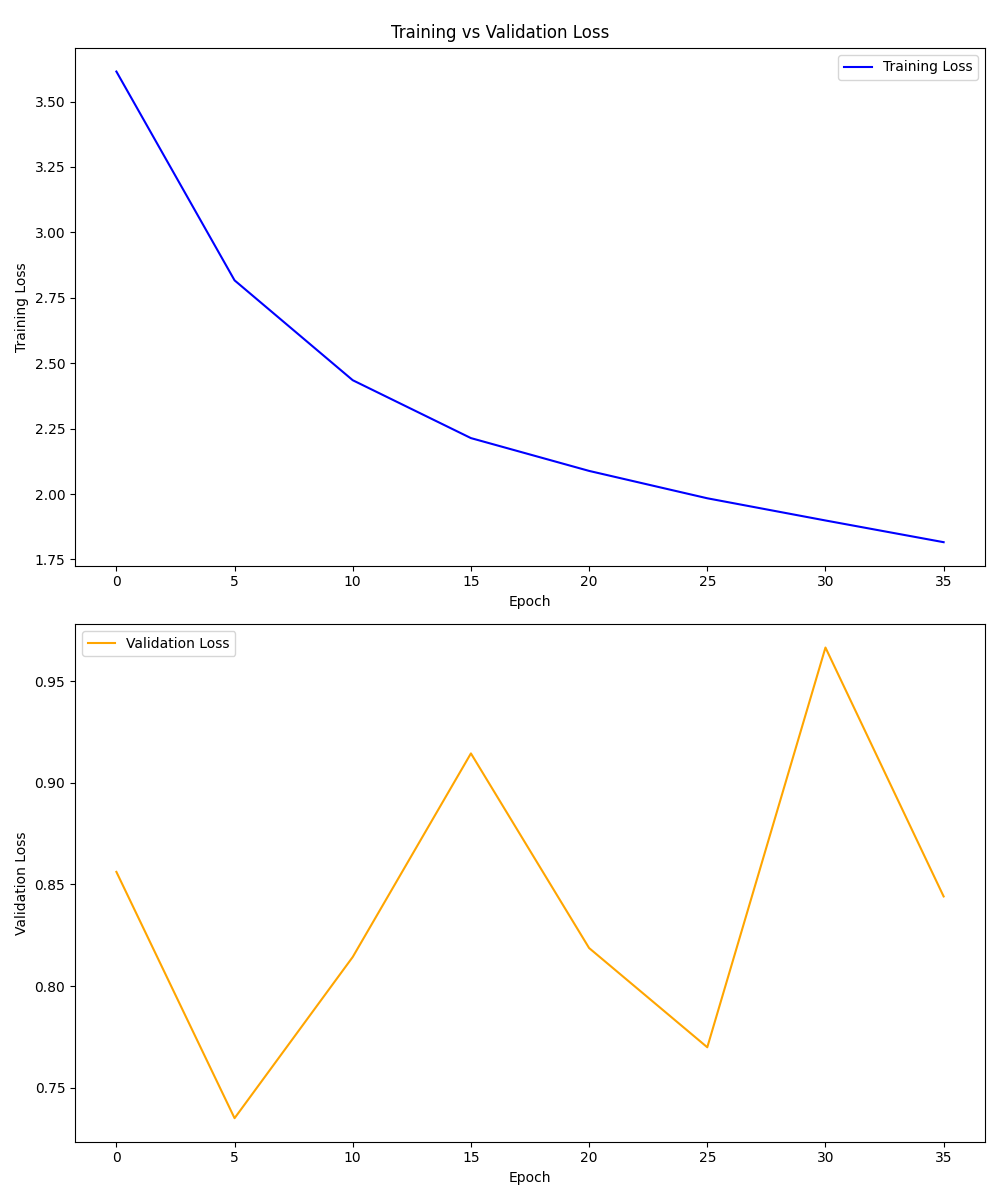 Training vs Validation Loss
Training Loss
3.50
3.25
3.00
2.75
2.50
2.25
2.00
1.75
Training Loss
0 5 10 15 20 25 30 35
Epoch
Validation Loss
0.95
0.90
0.85
0.80
0.75
Validation Loss
0 5 10 15 20 25 30 35
Epoch